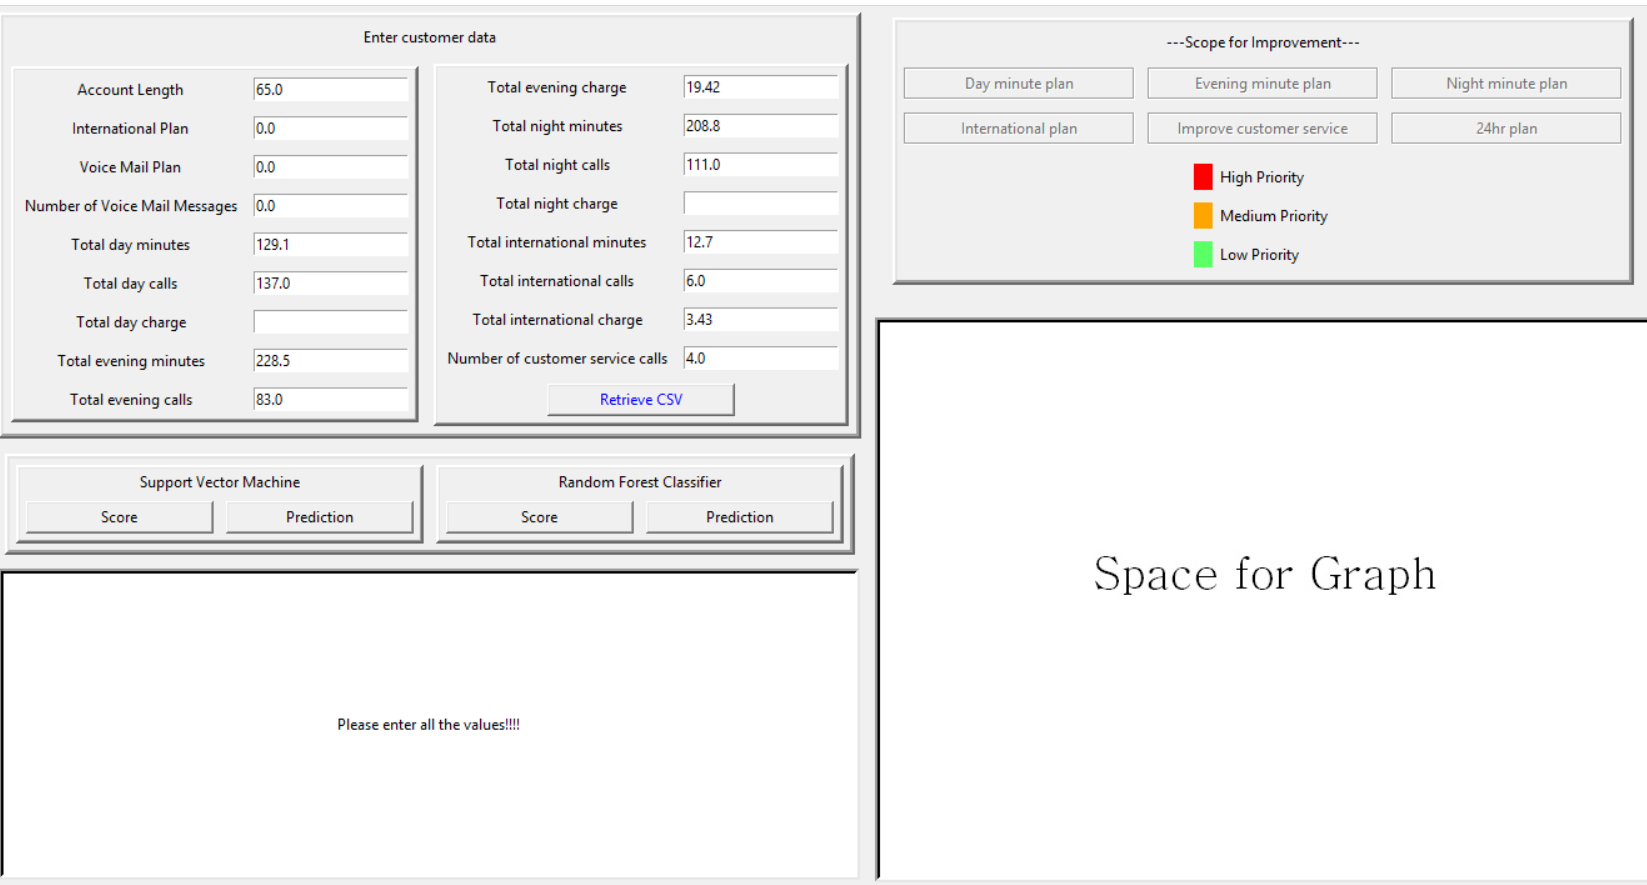 Enter customer data
Account Length 65.0
International Plan 0.0
Voice Mail Plan 0.0
Number of Voice Mail Messages 0.0
Total day minutes 129.1
Total day calls 137.0
Total day charge
Total evening minutes 228.5
Total evening calls 83.0
Total evening charge 19.42
Total night minutes 208.8
Total night calls 111.0
Total night charge
Total international minutes 12.7
Total international calls 6.0
Total international charge 3.43
Number of customer service calls 4.0
Retrieve CSV
Support Vector Machine
Score Prediction
Random Forest Classifier
Score Prediction
Please enter all the values!!!!
---Scope for Improvement---
Day minute plan Evening minute plan Night minute plan
International plan Improve customer service 24hr plan
High Priority
Medium Priority
Low Priority
Space for Graph